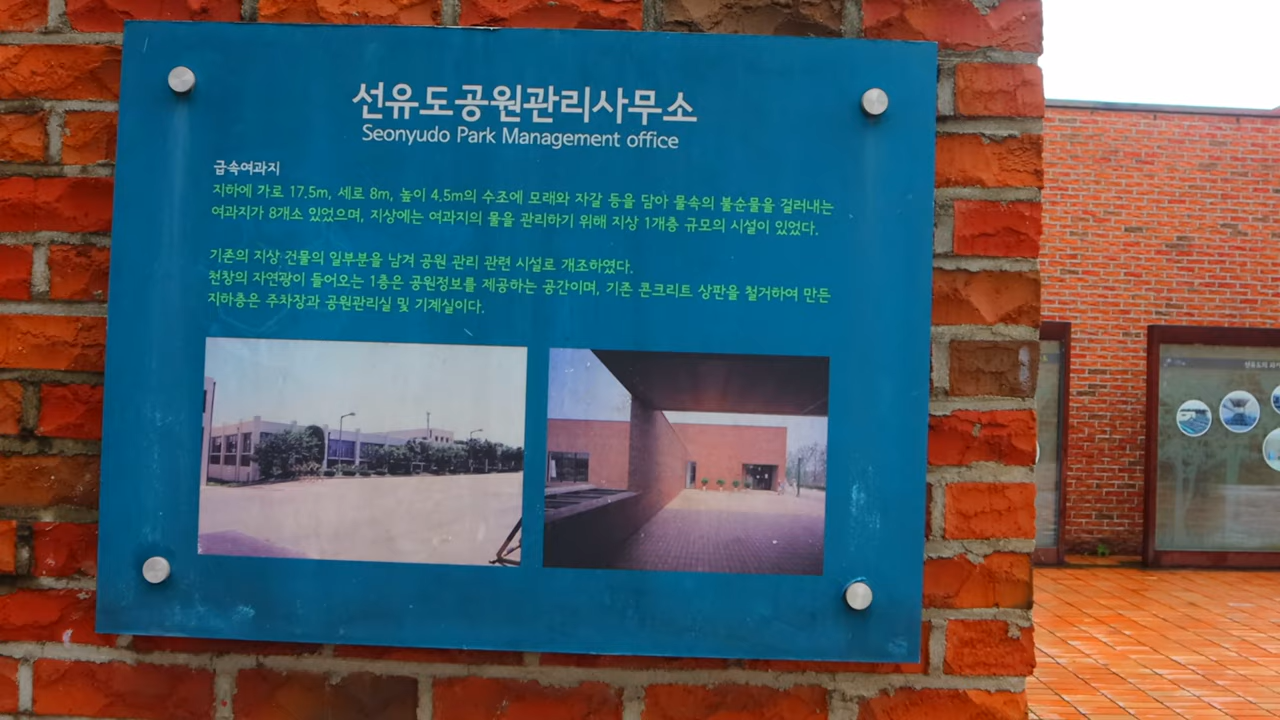 선유도공원관리사무소
Seonyudo Park Management office
급속여과지
지하에 가로 17.5m, 세로 8m, 높이 4.5m의 수조에 모래와 자갈 등을 담아 물속의 불순물을 걸러내는
여과지가 8개소 있었으며, 지상에는 여과지의 물을 관리하기 위해 지상 1개층 규모의 시설이 있었다.
기존의 지상 건물의 일부분을 남겨 공원 관리 관련 시설로 개조하였다.
천창의 자연광이 들어오는 1층은 공원정보를 제공하는 공간이며, 기존 콘크리트 상판을 철거하여 만든
지하층은 주차장과 공원관리실 및 기계실이다.